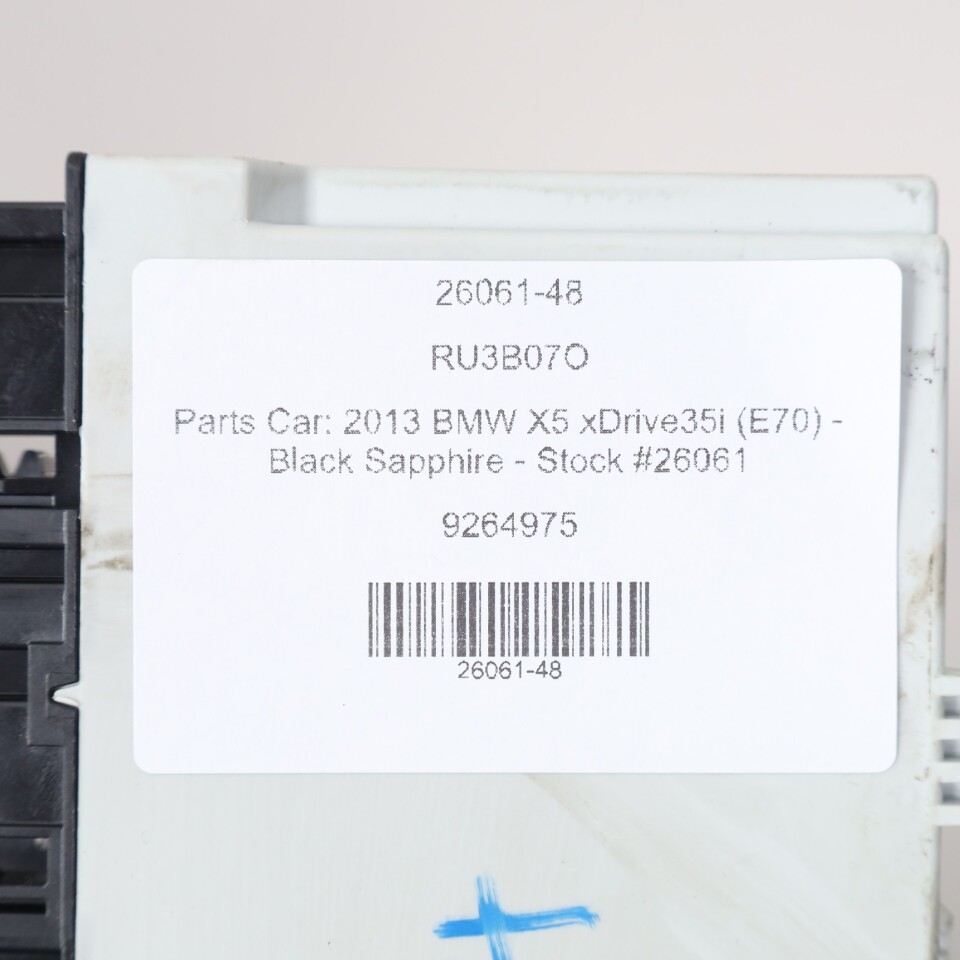 26061-48
RU3B07O
Parts Car: 2013 BMW X5 xDrive35i (E70) -
Black Sapphire - Stock #26061
9264975
26061-48